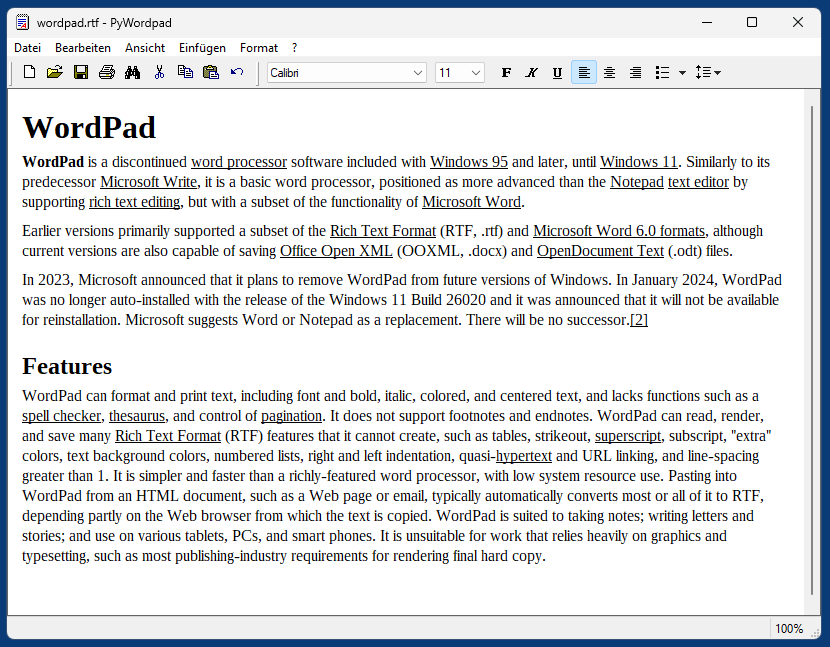 wordpad.rtf - PyWordpad
Datei Bearbeiten Ansicht Einfügen Format ?
Calibri 11 F K U
WordPad
WordPad is a discontinued word processor software included with Windows 95 and later, until Windows 11. Similarly to its
predecessor Microsoft Write, it is a basic word processor, positioned as more advanced than the Notepad text editor by
supporting rich text editing, but with a subset of the functionality of Microsoft Word.
Earlier versions primarily supported a subset of the Rich Text Format (RTF, .rtf) and Microsoft Word 6.0 formats, although
current versions are also capable of saving Office Open XML (OOXML, .docx) and OpenDocument Text (.odt) files.
In 2023, Microsoft announced that it plans to remove WordPad from future versions of Windows. In January 2024, WordPad
was no longer auto-installed with the release of the Windows 11 Build 26020 and it was announced that it will not be available
for reinstallation. Microsoft suggests Word or Notepad as a replacement. There will be no successor.[2]
Features
WordPad can format and print text, including font and bold, italic, colored, and centered text, and lacks functions such as a
spell checker, thesaurus, and control of pagination. It does not support footnotes and endnotes. WordPad can read, render,
and save many Rich Text Format (RTF) features that it cannot create, such as tables, strikeout, superscript, subscript, "extra"
colors, text background colors, numbered lists, right and left indentation, quasi-hypertext and URL linking, and line-spacing
greater than 1. It is simpler and faster than a richly-featured word processor, with low system resource use. Pasting into
WordPad from an HTML document, such as a Web page or email, typically automatically converts most or all of it to RTF,
depending partly on the Web browser from which the text is copied. WordPad is suited to taking notes; writing letters and
stories; and use on various tablets, PCs, and smart phones. It is unsuitable for work that relies heavily on graphics and
typesetting, such as most publishing-industry requirements for rendering final hard copy.
100%